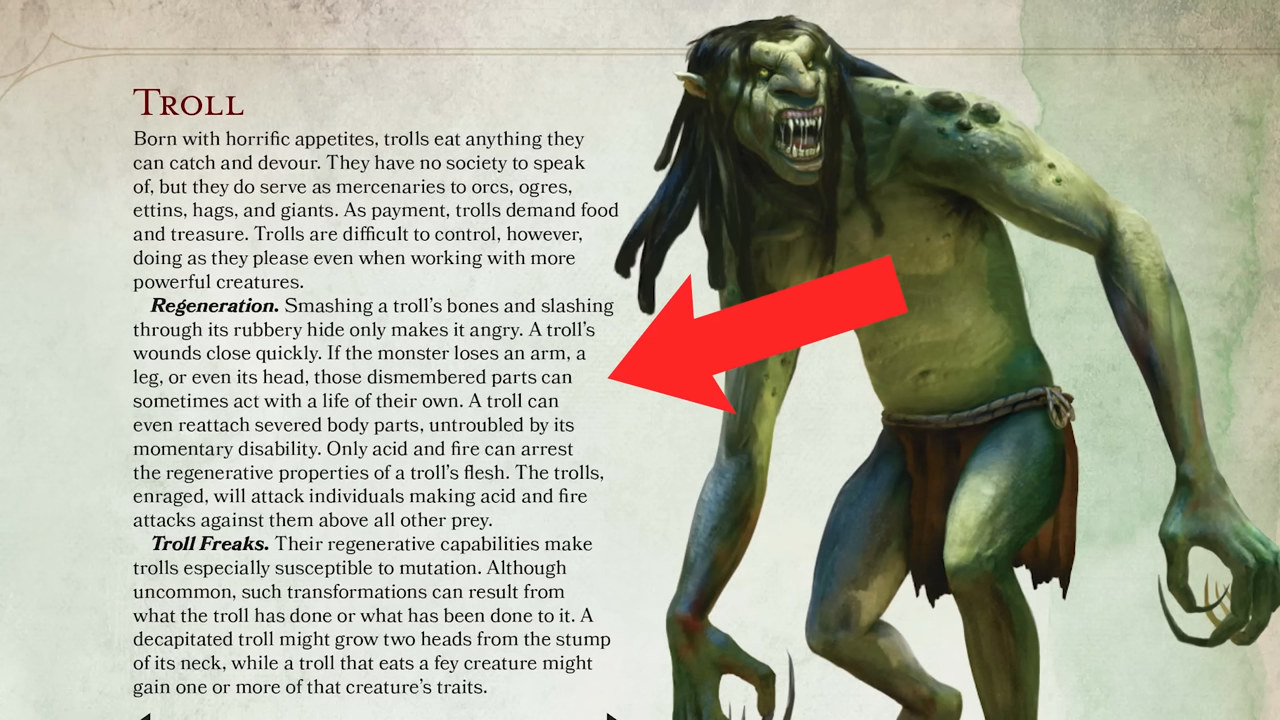 Troll
Born with horrific appetites, trolls eat anything they
can catch and devour. They have no society to speak
of, but they do serve as mercenaries to orcs, ogres,
ettins, hags, and giants. As payment, trolls demand food
and treasure. Trolls are difficult to control, however,
doing as they please even when working with more
powerful creatures.
Regeneration. Smashing a troll's bones and slashing
through its rubbery hide only makes it angry. A troll's
wounds close quickly. If the monster loses an arm, a
leg, or even its head, those dismembered parts can
sometimes act with a life of their own. A troll can
even reattach severed body parts, untroubled by its
momentary disability. Only acid and fire can arrest
the regenerative properties of a troll's flesh. The trolls,
enraged, will attack individuals making acid and fire
attacks against them above all other prey.
Troll Freaks. Their regenerative capabilities make
trolls especially susceptible to mutation. Although
uncommon, such transformations can result from
what the troll has done or what has been done to it. A
decapitated troll might grow two heads from the stump
of its neck, while a troll that eats a fey creature might
gain one or more of that creature's traits.